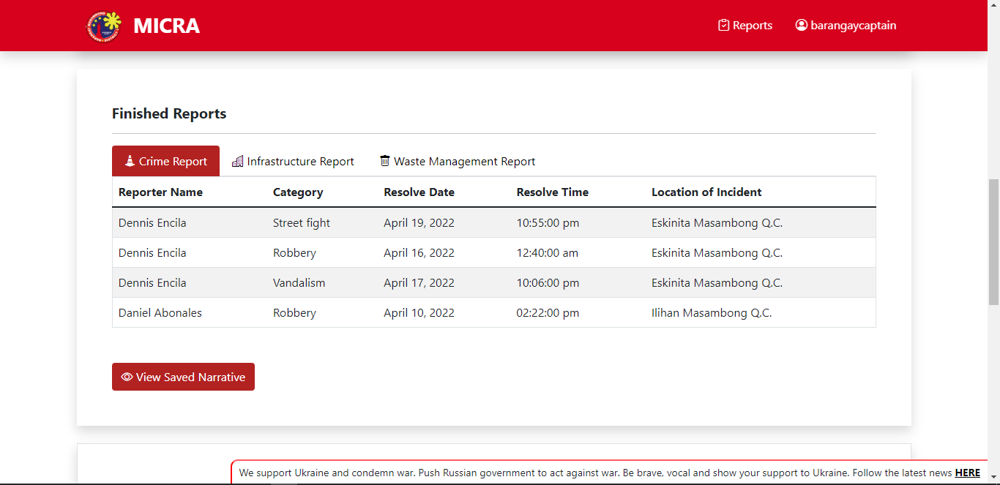 MICRA
Reports
barangaycaptain
Finished Reports
Crime Report
Infrastructure Report
Waste Management Report
Reporter Name Category Resolve Date Resolve Time Location of Incident
Dennis Encila Street fight April 19, 2022 10:55:00 pm Eskinita Masambong Q.C.
Dennis Encila Robbery April 16, 2022 12:40:00 am Eskinita Masambong Q.C.
Dennis Encila Vandalism April 17, 2022 10:06:00 pm Eskinita Masambong Q.C.
Daniel Abonales Robbery April 10, 2022 02:22:00 pm Ilihan Masambong Q.C.
View Saved Narrative
We support Ukraine and condemn war. Push Russian government to act against war. Be brave, vocal and show your support to Ukraine. Follow the latest news HERE